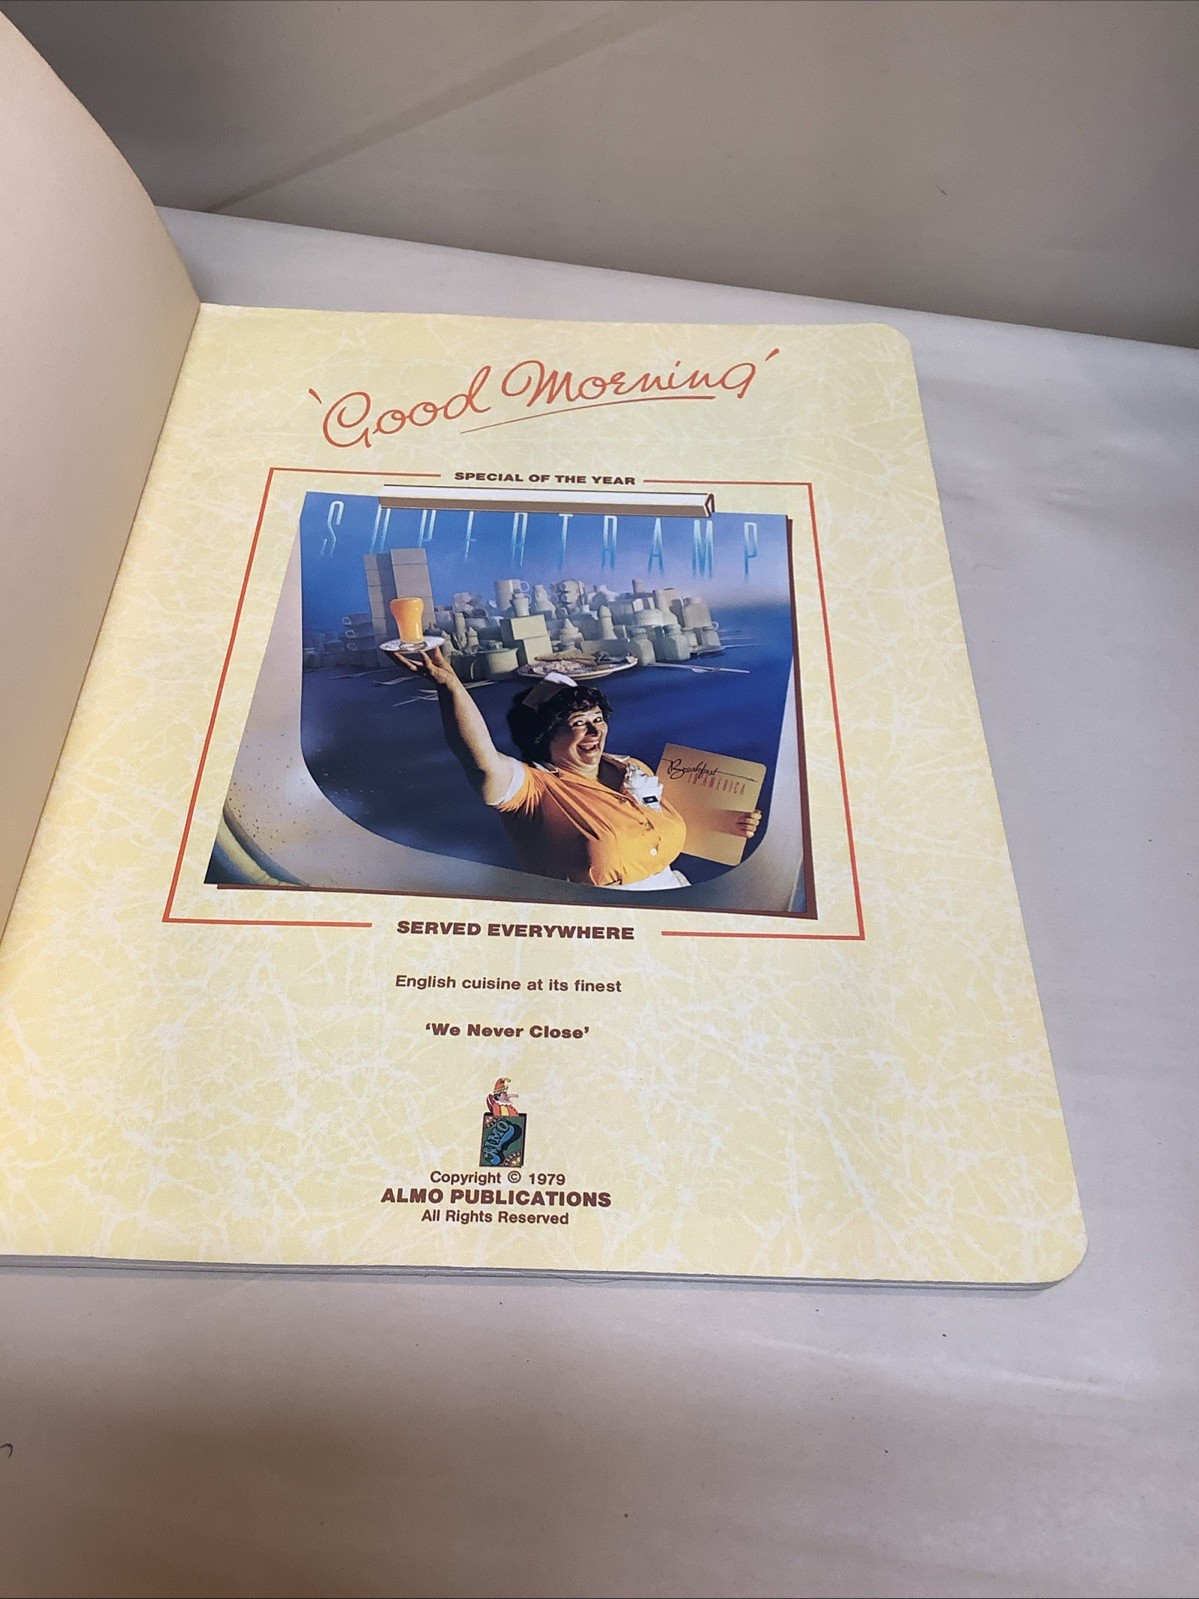 'Good Morning'
SPECIAL OF THE YEAR
SUPERTRAMP
Breakfast
IN AMERICA
SERVED EVERYWHERE
English cuisine at its finest
'We Never Close'
ALMO
Copyright © 1979
ALMO PUBLICATIONS
All Rights Reserved